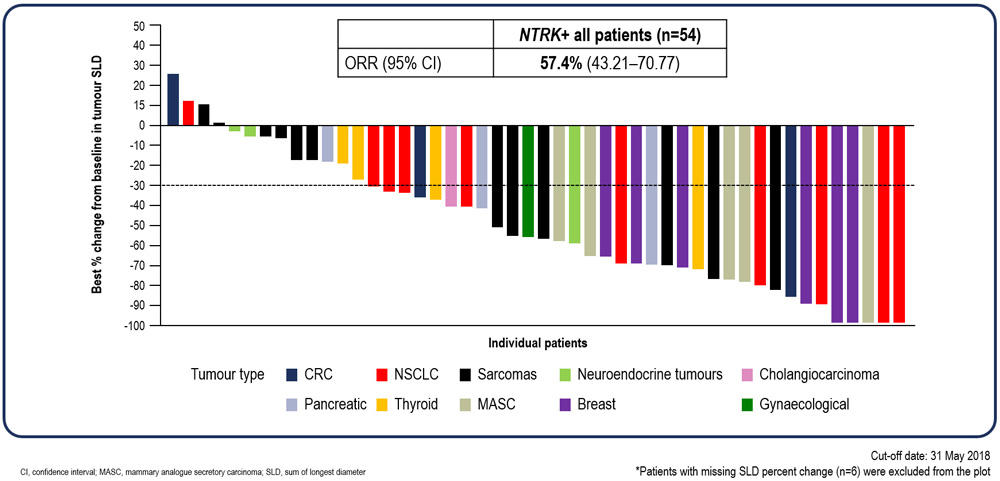 NTRK+ all patients (n=54)
ORR (95% CI) 57.4% (43.21–70.77)
Best % change from baseline in tumour SLD
50
40
30
20
15
10
0
-10
-20
-30
-40
-50
-60
-70
-80
-90
-100
Individual patients
Tumour type CRC NSCLC Sarcomas Neuroendocrine tumours Cholangiocarcinoma
Pancreatic Thyroid MASC Breast Gynaecological
Cut-off date: 31 May 2018
CI, confidence interval; MASC, mammary analogue secretory carcinoma; SLD, sum of longest diameter
*Patients with missing SLD percent change (n=6) were excluded from the plot